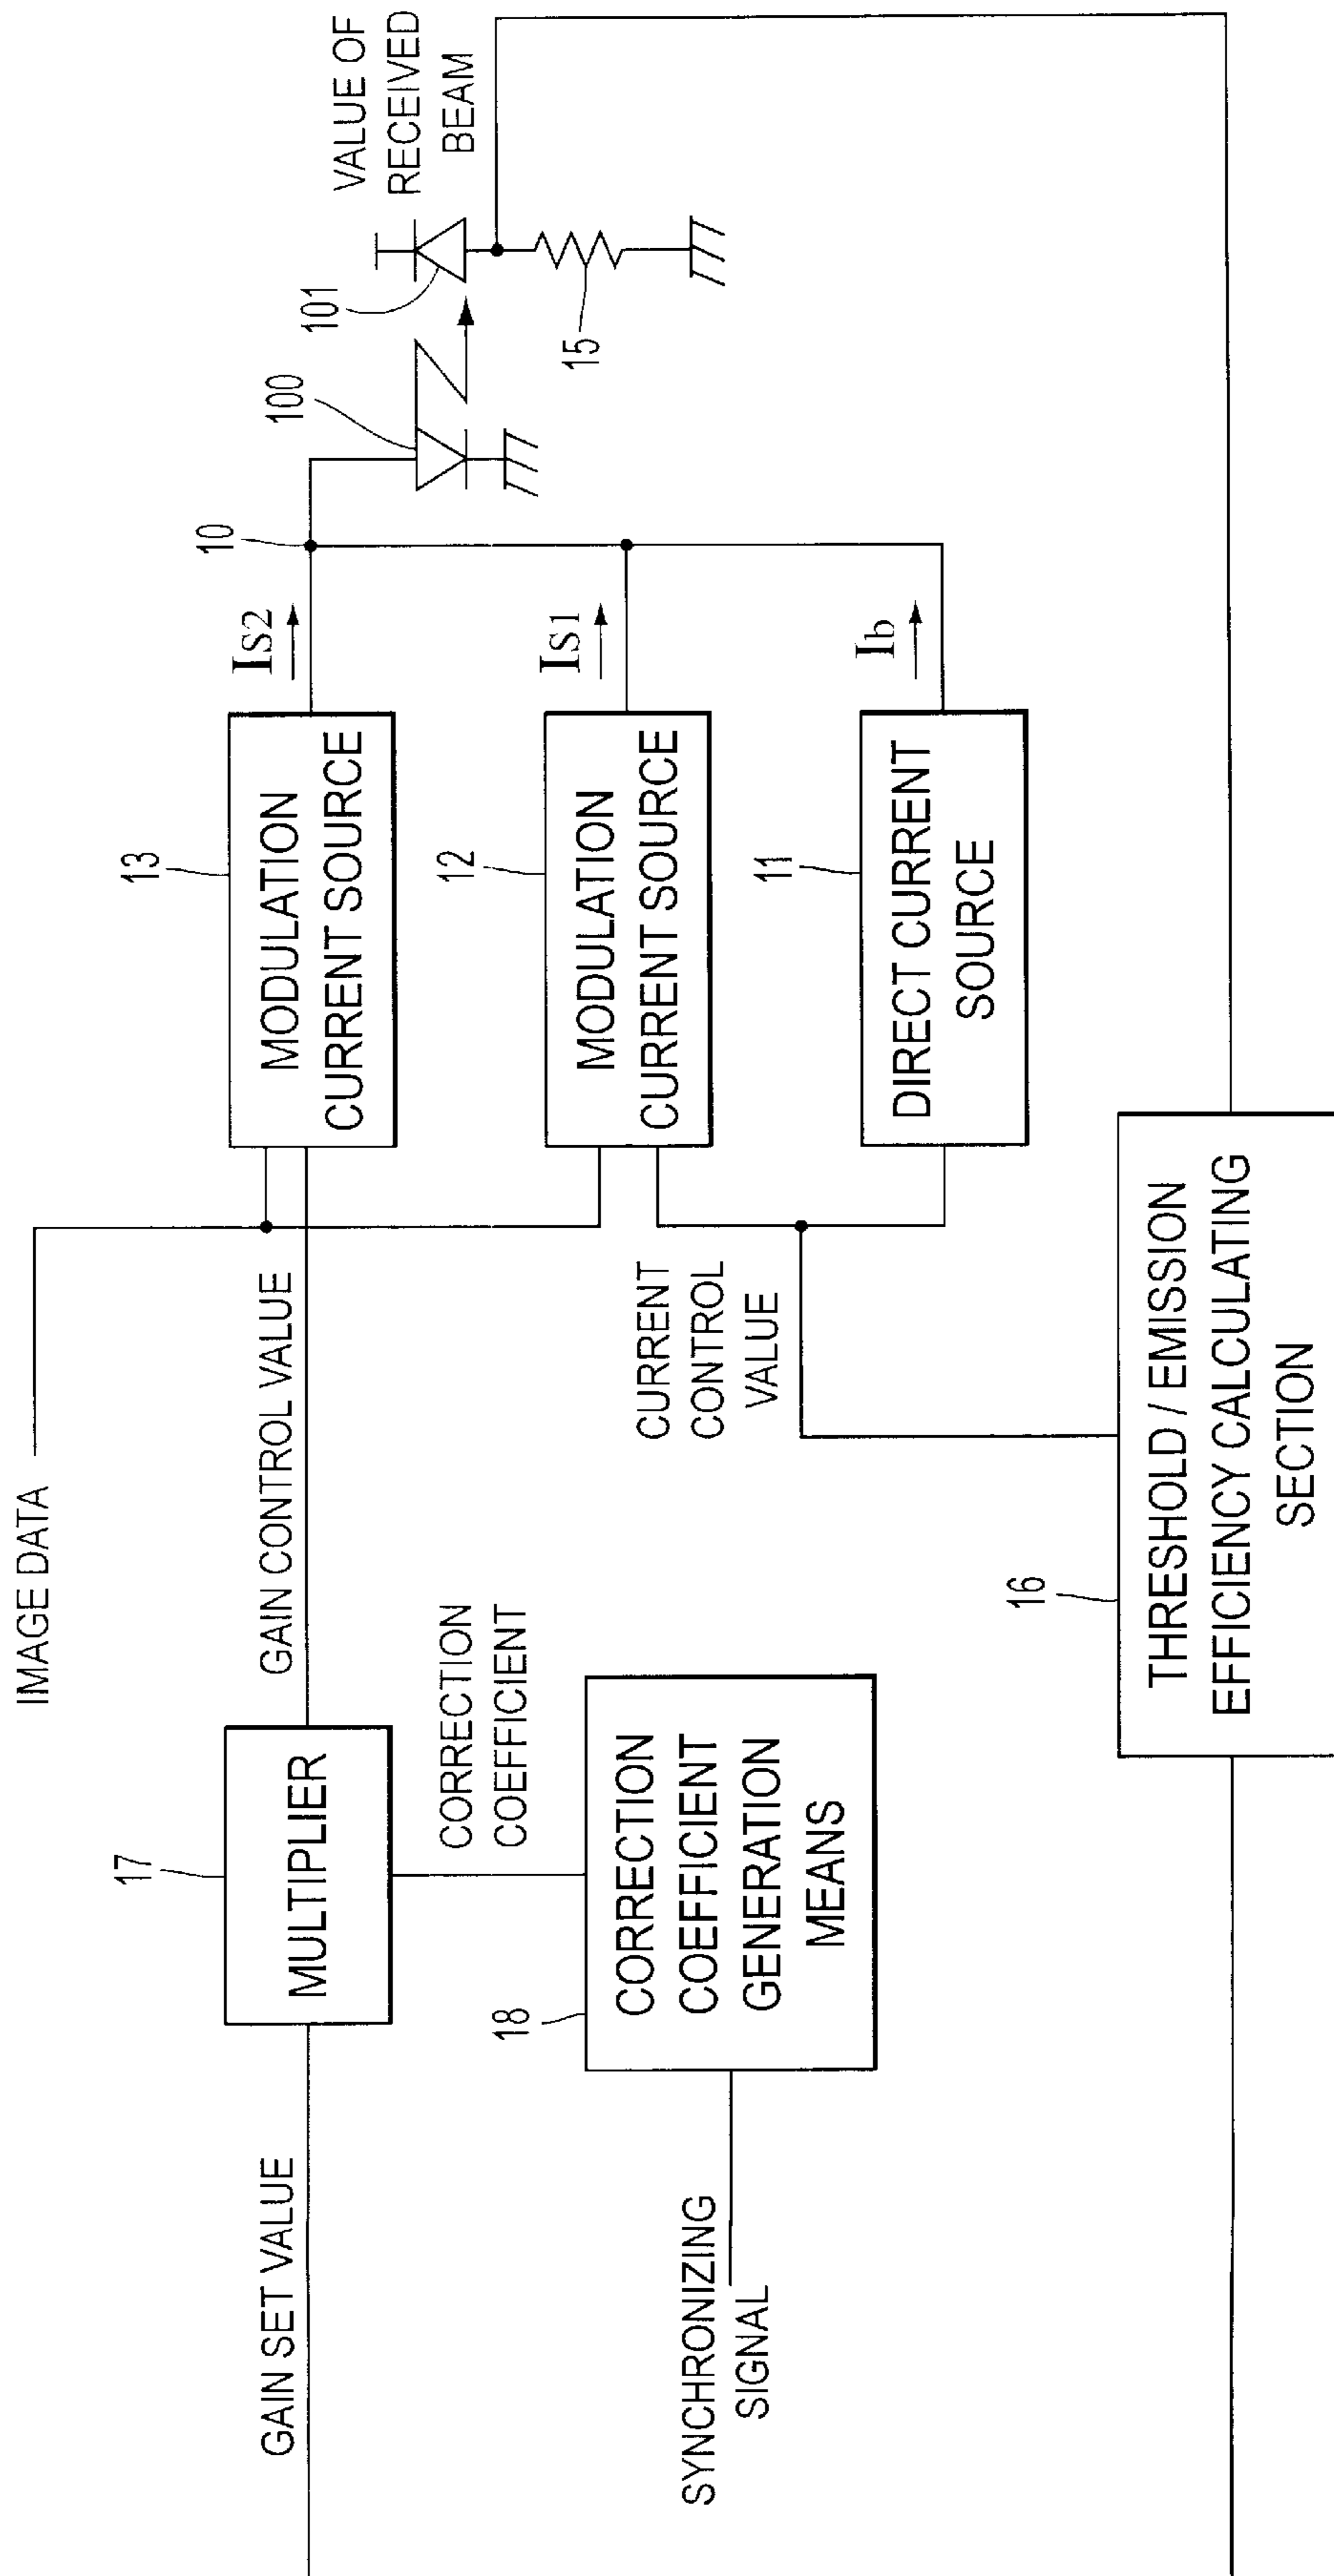 IMAGE DATA
GAIN SET VALUE
17
MULTIPLIER
GAIN CONTROL VALUE
13
MODULATION
CURRENT SOURCE
IS2
10
100
101
VALUE OF
RECEIVED
BEAM
15
CORRECTION
COEFFICIENT
12
MODULATION
CURRENT SOURCE
IS1
18
CORRECTION
COEFFICIENT
GENERATION
MEANS
SYNCHRONIZING
SIGNAL
CURRENT
CONTROL
VALUE
11
DIRECT CURRENT
SOURCE
Ib
16
THRESHOLD / EMISSION
EFFICIENCY CALCULATING
SECTION